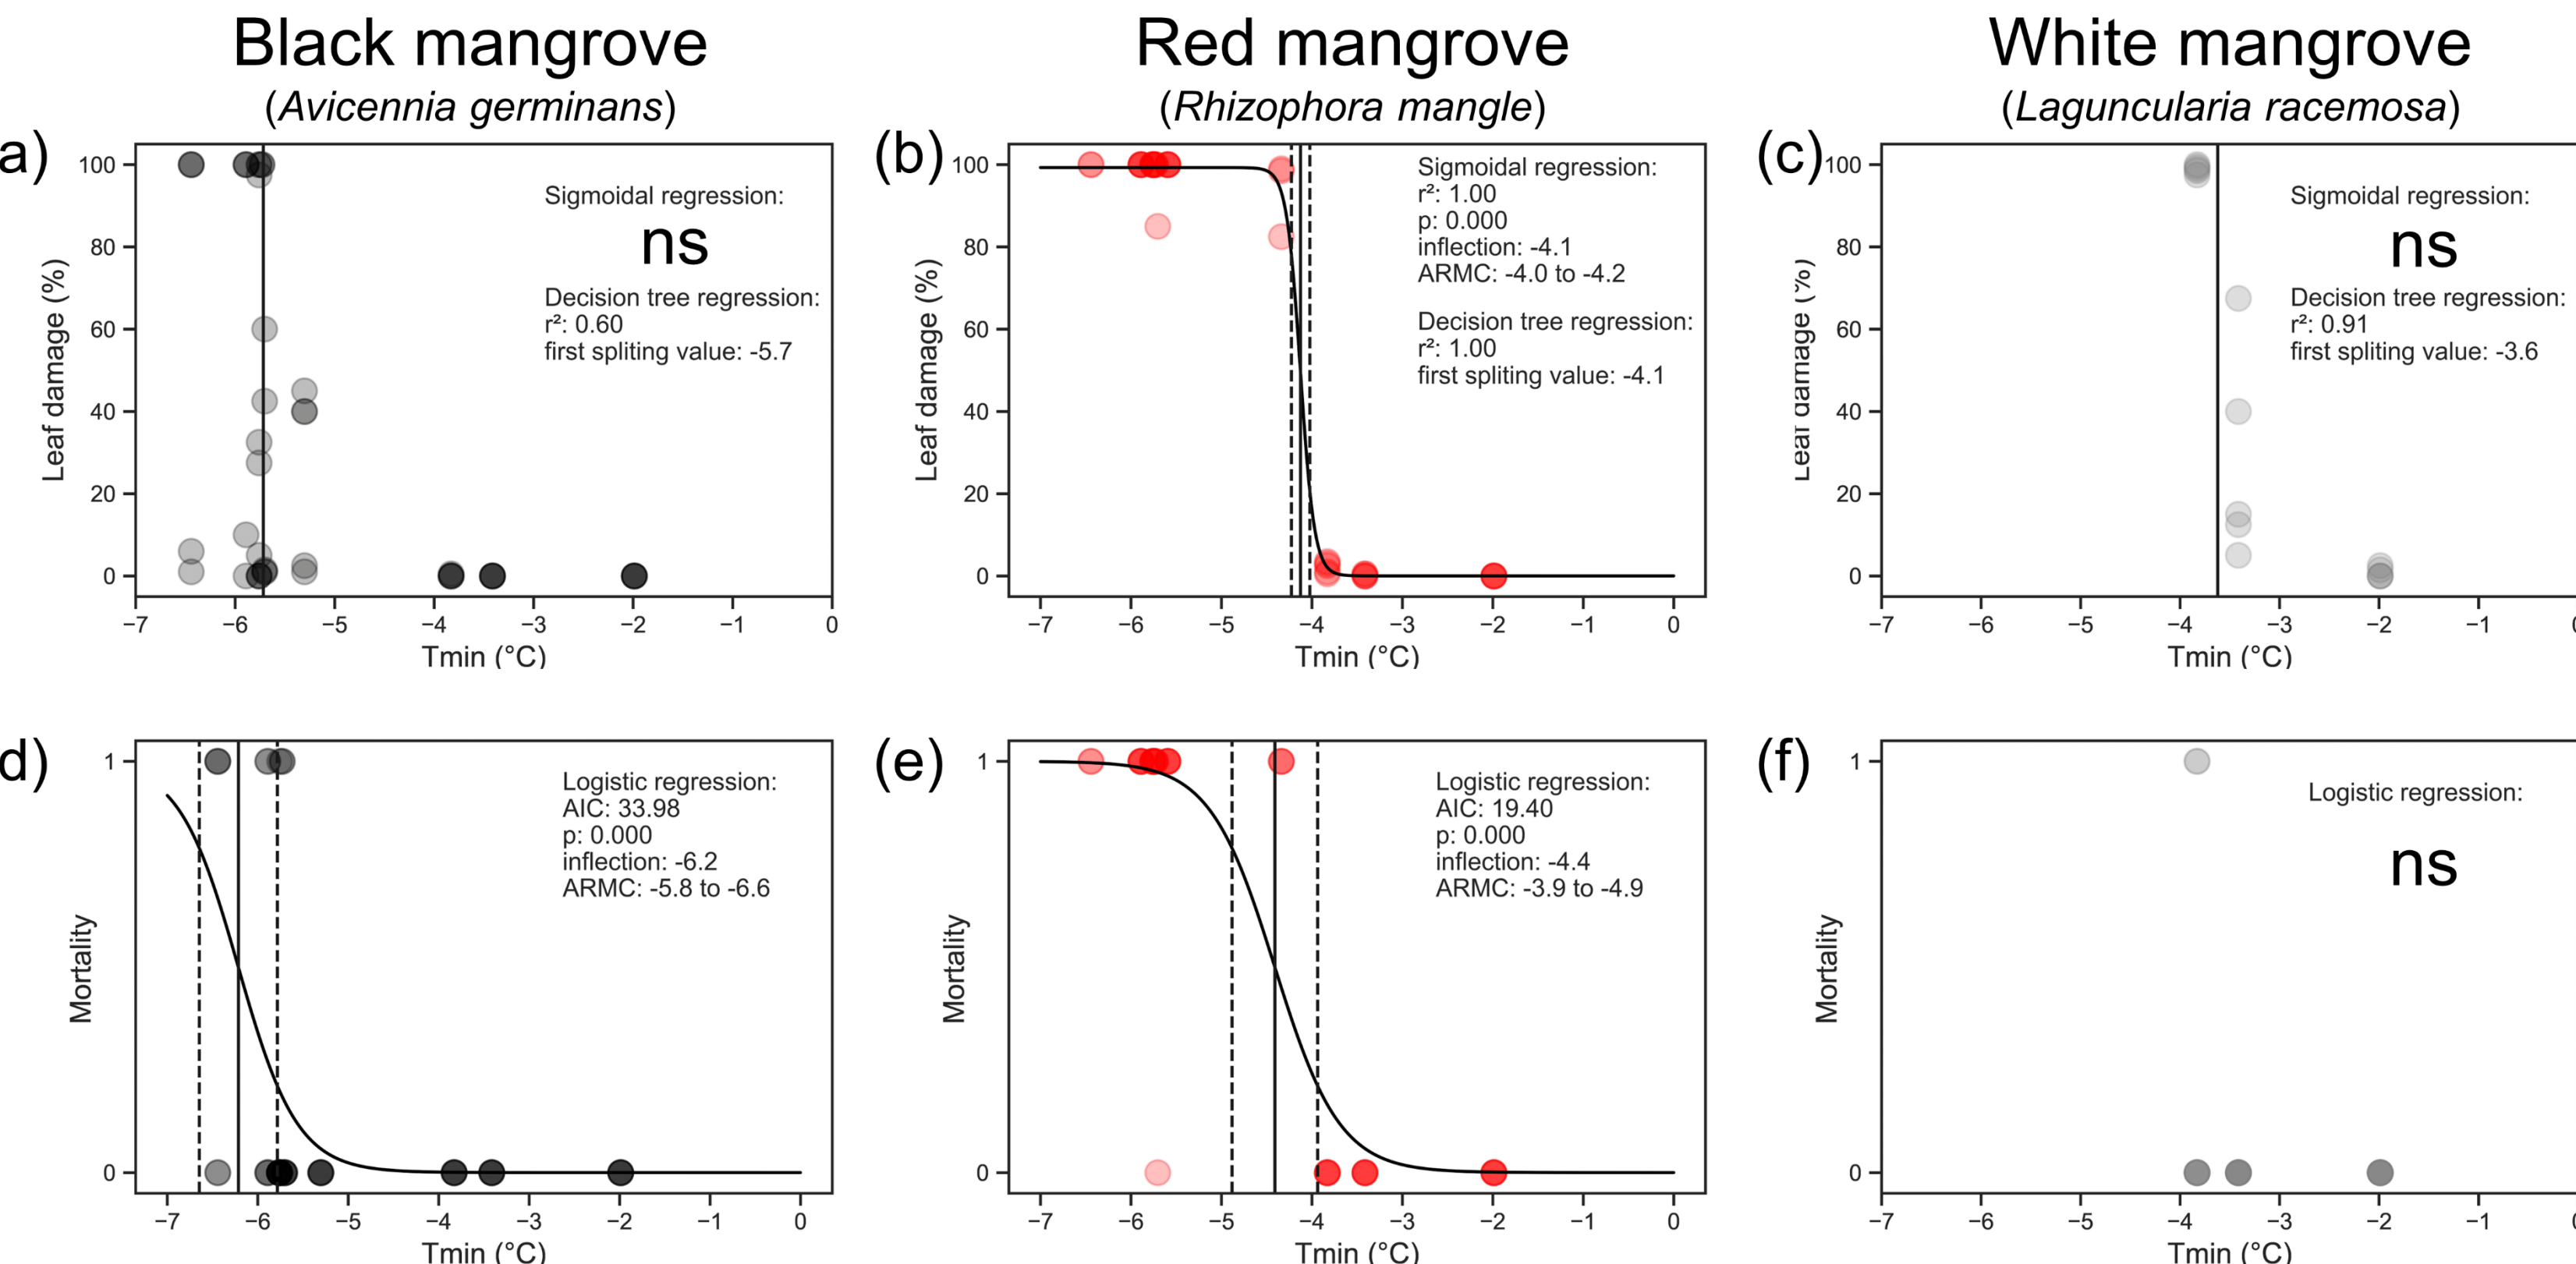 Black mangrove
(Avicennia germinans)
Red mangrove
(Rhizophora mangle)
White mangrove
(Laguncularia racemosa)
a)
100
80
60
40
20
0
Leaf damage (%)
Sigmoidal regression:
ns
Decision tree regression:
r²: 0.60
first spliting value: -5.7
−7 −6 −5 −4 −3 −2 −1 0
Tmin (°C)
(b)
100
80
60
40
20
0
Leaf damage (%)
Sigmoidal regression:
r²: 1.00
p: 0.000
inflection: -4.1
ARMC: -4.0 to -4.2
Decision tree regression:
r²: 1.00
first spliting value: -4.1
−7 −6 −5 −4 −3 −2 −1 0
Tmin (°C)
(c)
100
80
60
40
20
0
Leaf damage (%)
Sigmoidal regression:
ns
Decision tree regression:
r²: 0.91
first spliting value: -3.6
−7 −6 −5 −4 −3 −2 −1 0
Tmin (°C)
d)
1
0
Mortality
Logistic regression:
AIC: 33.98
p: 0.000
inflection: -6.2
ARMC: -5.8 to -6.6
−7 −6 −5 −4 −3 −2 −1 0
Tmin (°C)
(e)
1
0
Mortality
Logistic regression:
AIC: 19.40
p: 0.000
inflection: -4.4
ARMC: -3.9 to -4.9
−7 −6 −5 −4 −3 −2 −1 0
Tmin (°C)
(f)
1
0
Mortality
Logistic regression:
ns
−7 −6 −5 −4 −3 −2 −1 0
Tmin (°C)